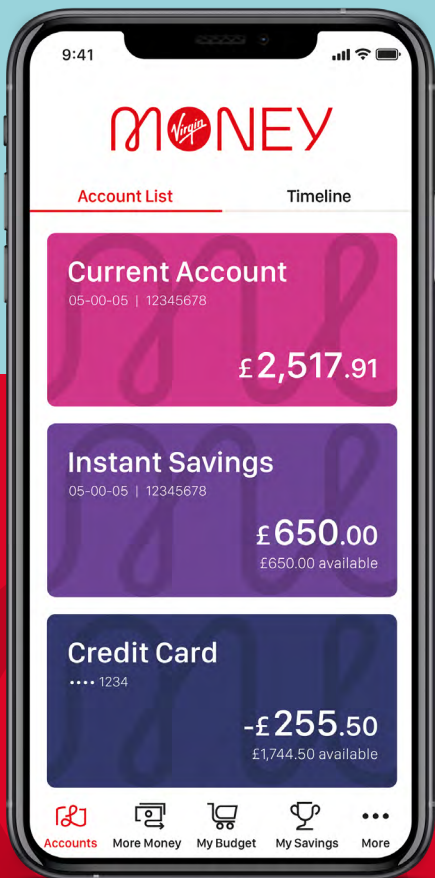 9:41
Virgin
MONEY
Account List Timeline
Current Account
05-00-05 | 12345678
£2,517.91
Instant Savings
05-00-05 | 12345678
£650.00
£650.00 available
Credit Card
•••• 1234
-£255.50
£1,744.50 available
Accounts More Money My Budget My Savings More